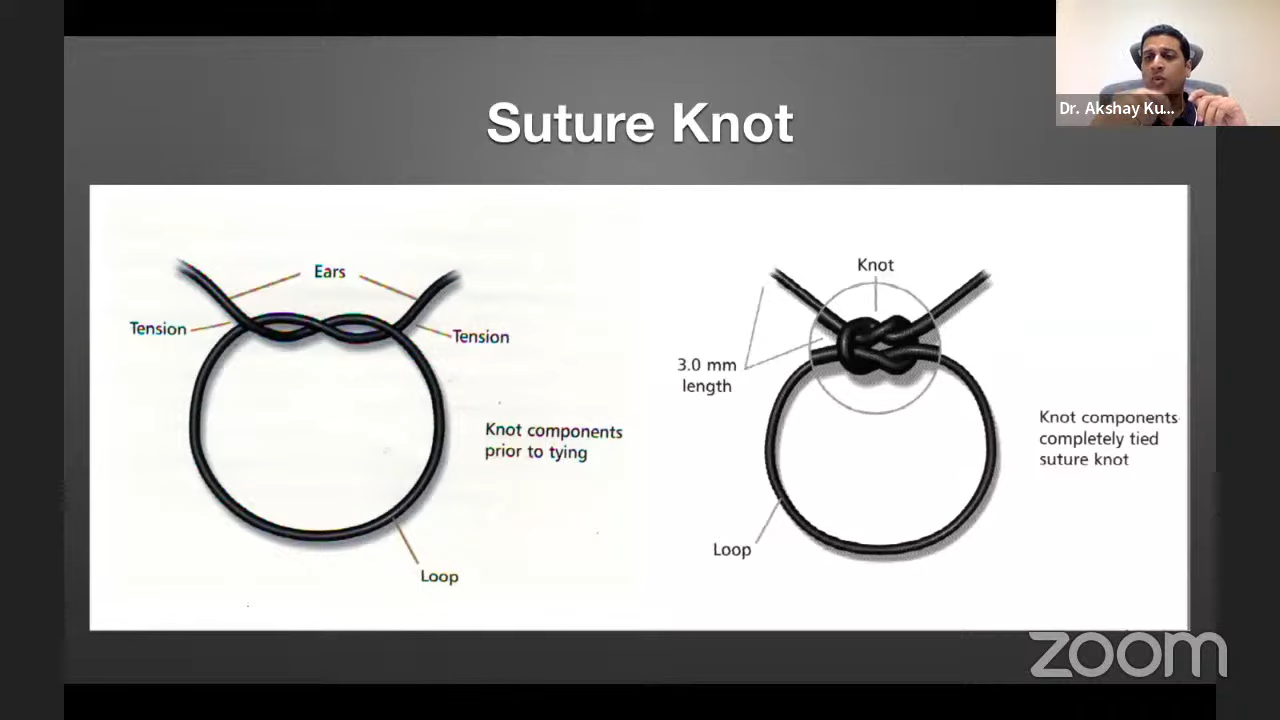 Suture Knot
Dr. Akshay Ku...
Ears
Tension
Tension
Knot components
prior to tying
Loop
Knot
3.0 mm
length
Knot components
completely tied
suture knot
Loop
zoom